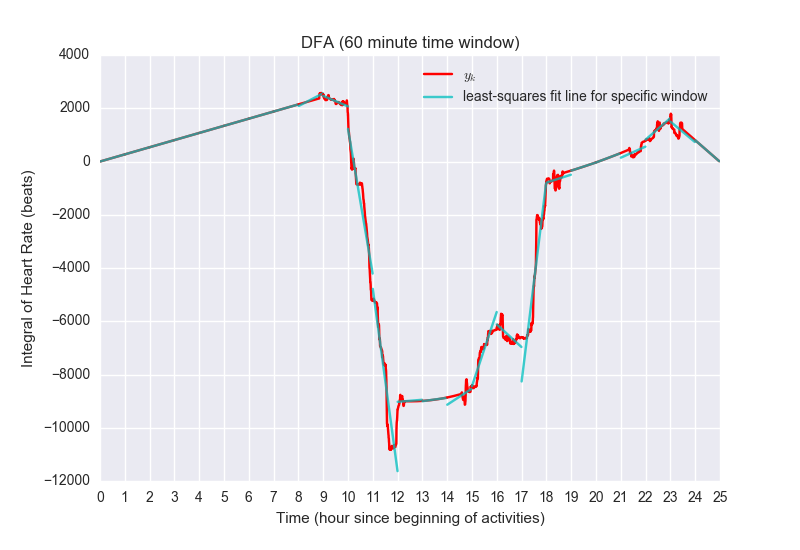 DFA (60 minute time window)
4000
2000
0
−2000
−4000
−6000
−8000
−10000
−12000
Integral of Heart Rate (beats)
yₖ
least-squares fit line for specific window
0 1 2 3 4 5 6 7 8 9 10 11 12 13 14 15 16 17 18 19 20 21 22 23 24 25
Time (hour since beginning of activities)